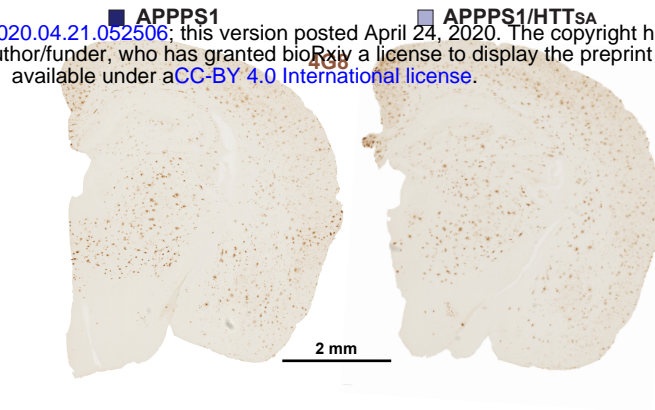 APPPS1 APPPS1/HTTSA
020.04.21.052506; this version posted April 24, 2020. The copyright h
uthor/funder, who has granted bioRxiv a license to display the preprint
4G8
available under aCC-BY 4.0 International license.
2 mm